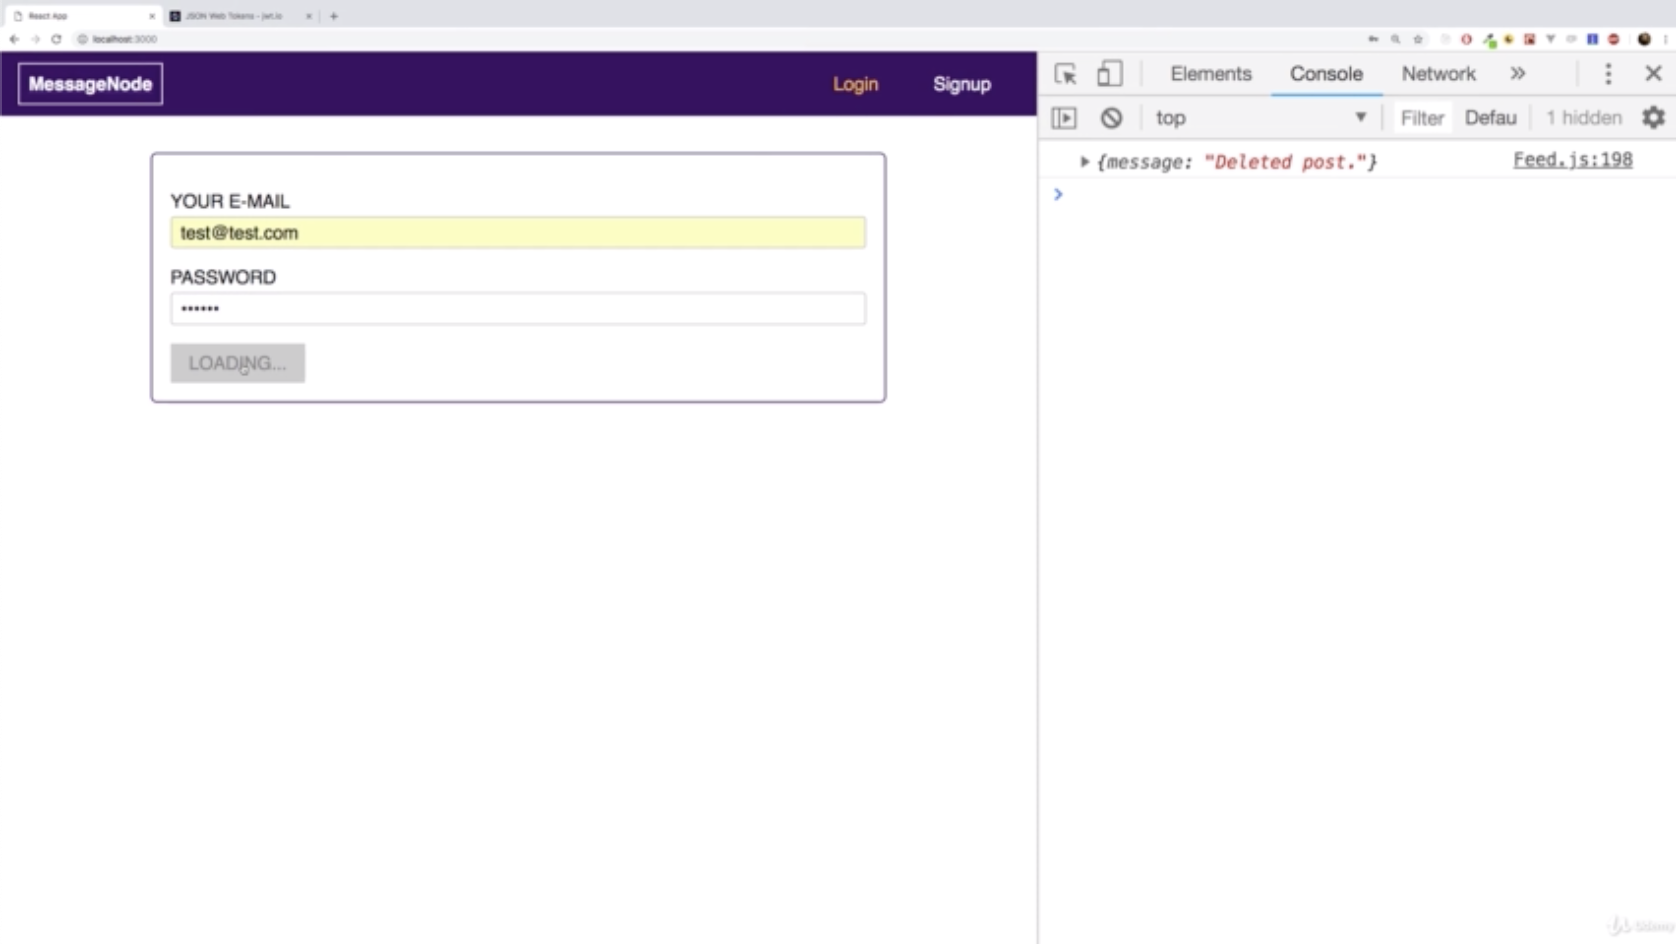 React App
JSON Web Tokens - jwt.io
localhost:3000
MessageNode
Login
Signup
YOUR E-MAIL
test@test.com
PASSWORD
••••••
LOADING...
Elements
Console
Network
top
Filter
Defau
1 hidden
{message: "Deleted post."}
Feed.js:198
Udemy